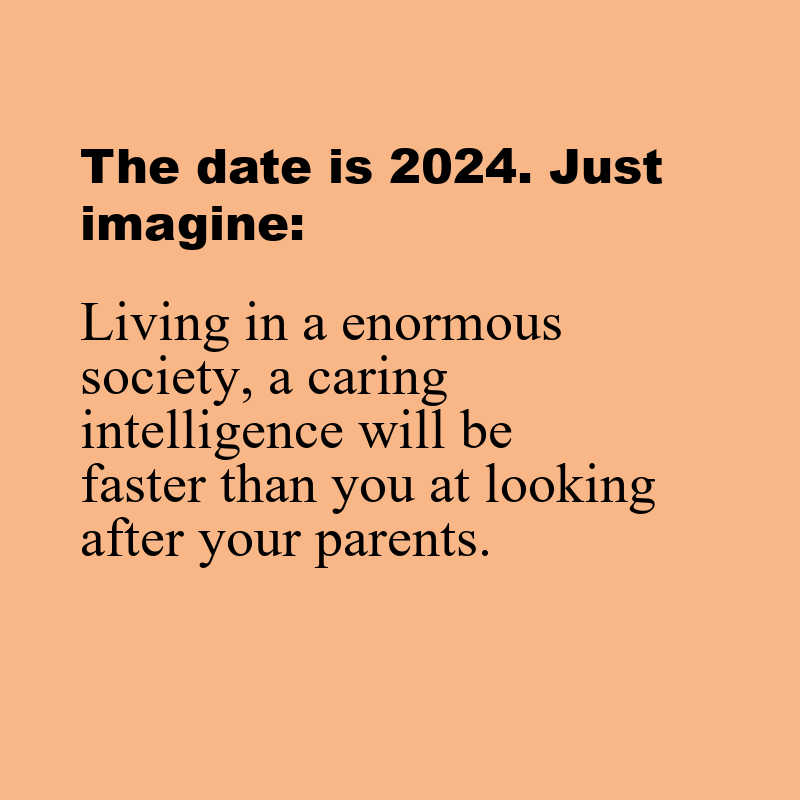 The date is 2024. Just
imagine:
Living in a enormous
society, a caring
intelligence will be
faster than you at looking
after your parents.